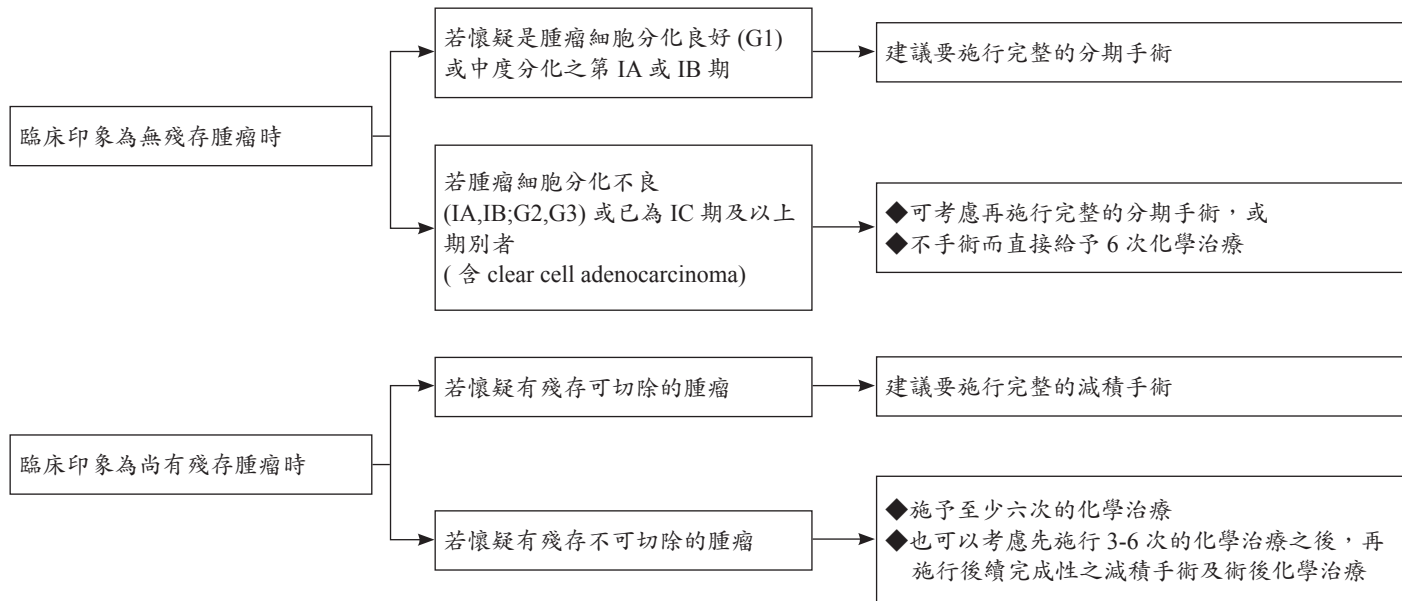 臨床印象為無殘存腫瘤時
若懷疑是腫瘤細胞分化良好 (G1)
或中度分化之第 IA 或 IB 期
建議要施行完整的分期手術
若腫瘤細胞分化不良
(IA,IB;G2,G3) 或已為 IC 期及以上
期別者
( 含 clear cell adenocarcinoma)
◆可考慮再施行完整的分期手術，或
◆不手術而直接給予 6 次化學治療
臨床印象為尚有殘存腫瘤時
若懷疑有殘存可切除的腫瘤
建議要施行完整的減積手術
若懷疑有殘存不可切除的腫瘤
◆施予至少六次的化學治療
◆也可以考慮先施行 3-6 次的化學治療之後，再
施行後續完成性之減積手術及術後化學治療